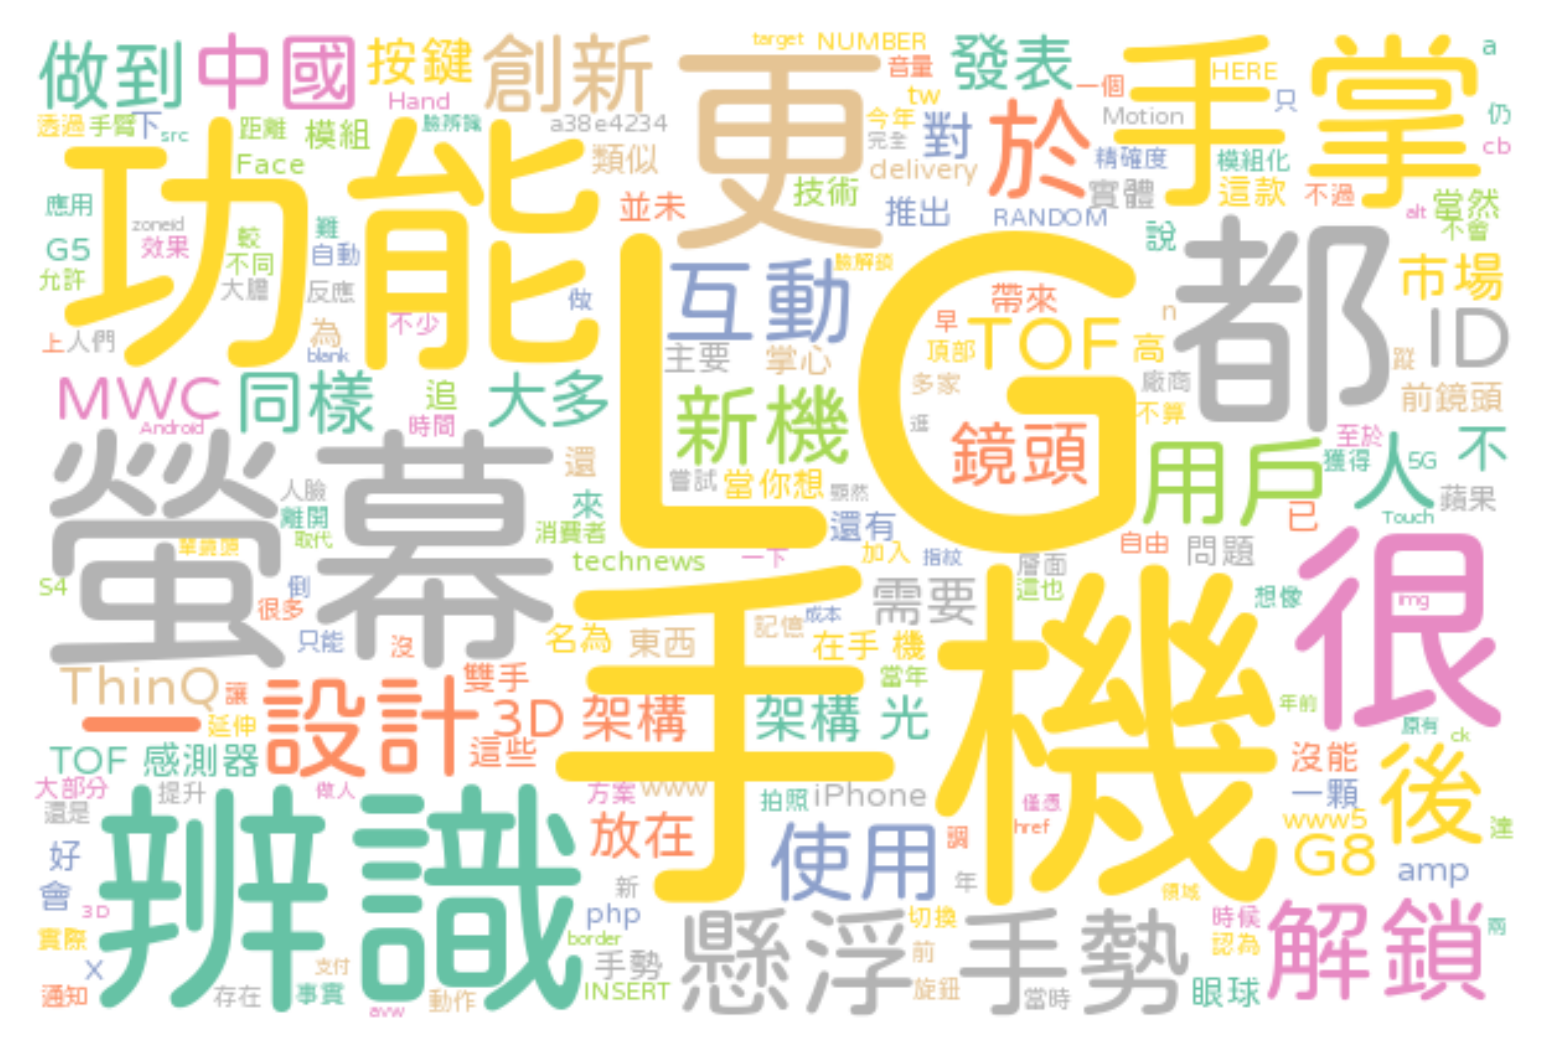 做到 中國 按鍵 創新 更 target NUMBER 音量 發表 一個 手掌 HERE a
透過 手臂 下 src 距離 模組 Hand 臉辨識 a38e4234 類似 tw 今年 完全 對 於 Motion 只 仍
功能 Face 並未 技術 delivery 推出 精確度 模組化 實體 這款 不過 cb
應用 zoneid 較 難 RANDOM 說 都 alt 當然 不會
G5 效果 不同 自動 LG 互動 臉解鎖 市場
允許 大膽 反應 做 帶來 n ID
上 人們 為 不少 blank 主要 掌心 早 頂部 TOF 高 蹤
MWC 同樣 追 大多 新機 多家 廠商 前鏡頭
Android 時間 逛 不算 至於
螢幕 還 嘗試 當你想 顯然 鏡頭 用戶 獲得 人 5G 不
人臉 來 已 蘋果
離開 取代 消費者 還有 Touch
單鏡頭 technews 一下 加入 指紋 層面 自由 問題 很
S4 倒 很多 需要 這也 想像 img
只能 沒 名為 東西 手機 記憶 成本 在手 機
ThinQ 讓 雙手 當年 年前
一 延伸 設計 3D 架構 架構 光 原有 ck
TOF 感測器 這些 沒能 後
大部分 提升 做人 方案 www 拍照 iPhone 僅憑 一顆
還是 辨識 放在 使用 調 href www5 達
好 G8 amp
會 3D 新 年 領域
實際 php 懸浮 手勢 切換 時候 解鎖 兩
X 支付 border 手勢 前 認為
通知 存在 事實 avw 動作 INSERT 旋鈕 當時 眼球